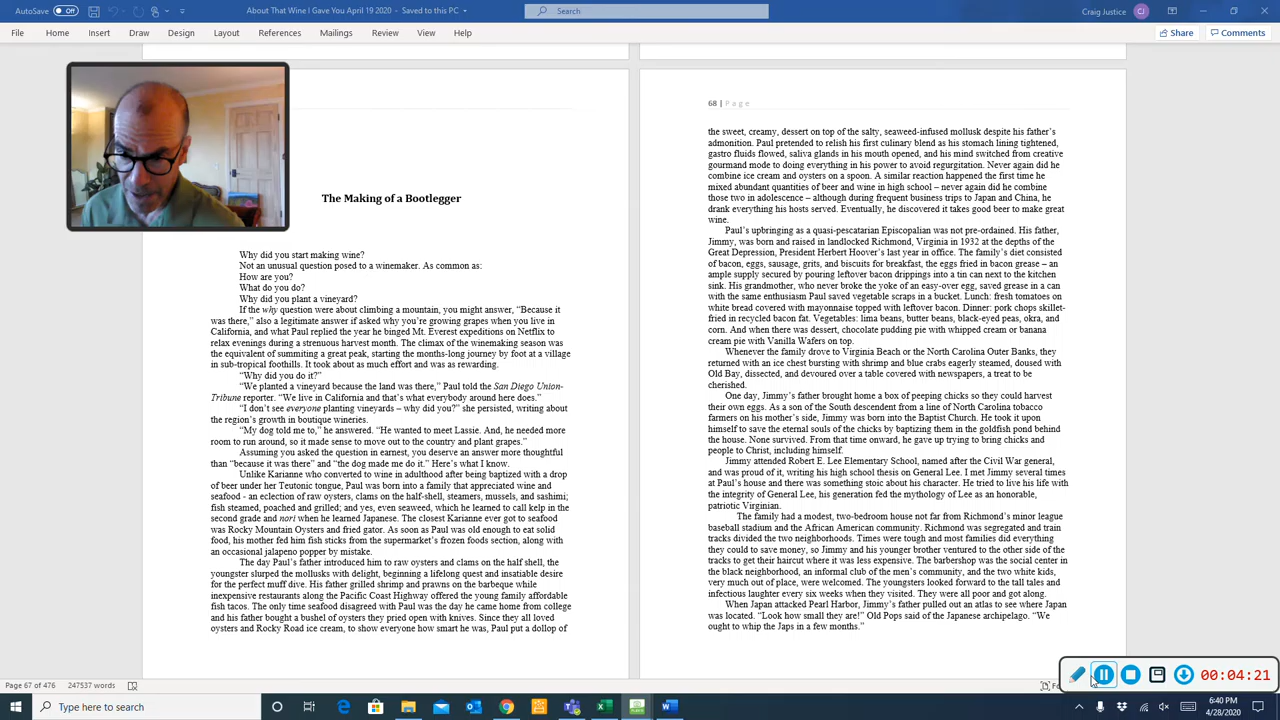 AutoSave Off About That Wine I Gave You April 19 2020 - Saved to this PC Search Craig Justice
File Home Insert Draw Design Layout References Mailings Review View Help Share Comments
The Making of a Bootlegger
Why did you start making wine?
Not an unusual question posed to a winemaker. As common as:
How are you?
What do you do?
Why did you plant a vineyard?
If the why question were about climbing a mountain, you might answer, “Because it
was there,” also a legitimate answer if asked why you’re growing grapes when you live in
California, and what Paul replied the year he binged Mt. Everest expeditions on Netflix to
relax evenings during a strenuous harvest month. The climax of the winemaking season was
the equivalent of summiting a great peak, starting the months-long journey by foot at a village
in sub-tropical foothills. It took about as much effort and was as rewarding.
“Why did you do it?”
“We planted a vineyard because the land was there,” Paul told the San Diego Union-
Tribune reporter. “We live in California and that’s what everybody around here does.”
“I don’t see everyone planting vineyards – why did you?” she persisted, writing about
the region’s growth in boutique wineries.
“My dog told me to,” he answered. “He wanted to meet Lassie. And, he needed more
room to run around, so it made sense to move out to the country and plant grapes.”
Assuming you asked the question in earnest, you deserve an answer more thoughtful
than “because it was there” and “the dog made me do it.” Here’s what I know.
Unlike Karianne who converted to wine in adulthood after being baptized with a drop
of beer under her Teutonic tongue, Paul was born into a family that appreciated wine and
seafood - an eclection of raw oysters, clams on the half-shell, steamers, mussels, and sashimi;
fish steamed, poached and grilled; and yes, even seaweed, which he learned to call kelp in the
second grade and nori when he learned Japanese. The closest Karianne ever got to seafood
was Rocky Mountain Oysters and fried gator. As soon as Paul was old enough to eat solid
food, his mother fed him fish sticks from the supermarket’s frozen foods section, along with
an occasional jalapeno popper by mistake.
The day Paul’s father introduced him to raw oysters and clams on the half shell, the
youngster slurped the mollusks with delight, beginning a lifelong quest and insatiable desire
for the perfect muff dive. His father grilled shrimp and prawns on the barbeque while
inexpensive restaurants along the Pacific Coast Highway offered the young family affordable
fish tacos. The only time seafood disagreed with Paul was the day he came home from college
and his father bought a bushel of oysters they pried open with knives. Since they all loved
oysters and Rocky Road ice cream, to show everyone how smart he was, Paul put a dollop of
68 | Page
the sweet, creamy, dessert on top of the salty, seaweed-infused mollusk despite his father’s
admonition. Paul pretended to relish his first culinary blend as his stomach lining tightened,
gastro fluids flowed, saliva glands in his mouth opened, and his mind switched from creative
gourmand mode to doing everything in his power to avoid regurgitation. Never again did he
combine ice cream and oysters on a spoon. A similar reaction happened the first time he
mixed abundant quantities of beer and wine in high school – never again did he combine
those two in adolescence – although during frequent business trips to Japan and China, he
drank everything his hosts served. Eventually, he discovered it takes good beer to make great
wine.
Paul’s upbringing as a quasi-pescatarian Episcopalian was not pre-ordained. His father,
Jimmy, was born and raised in landlocked Richmond, Virginia in 1932 at the depths of the
Great Depression, President Herbert Hoover’s last year in office. The family’s diet consisted
of bacon, eggs, sausage, grits, and biscuits for breakfast, the eggs fried in bacon grease – an
ample supply secured by pouring leftover bacon drippings into a tin can next to the kitchen
sink. His grandmother, who never broke the yoke of an easy-over egg, saved grease in a can
with the same enthusiasm Paul saved vegetable scraps in a bucket. Lunch: fresh tomatoes on
white bread covered with mayonnaise topped with leftover bacon. Dinner: pork chops skillet-
fried in recycled bacon fat. Vegetables: lima beans, butter beans, black-eyed peas, okra, and
corn. And when there was dessert, chocolate pudding pie with whipped cream or banana
cream pie with Vanilla Wafers on top.
Whenever the family drove to Virginia Beach or the North Carolina Outer Banks, they
returned with an ice chest bursting with shrimp and blue crabs eagerly steamed, doused with
Old Bay, dissected, and devoured over a table covered with newspapers, a treat to be
cherished.
One day, Jimmy’s father brought home a box of peeping chicks so they could harvest
their own eggs. As a son of the South descendent from a line of North Carolina tobacco
farmers on his mother’s side, Jimmy was born into the Baptist Church. He took it upon
himself to save the eternal souls of the chicks by baptizing them in the goldfish pond behind
the house. None survived. From that time onward, he gave up trying to bring chicks and
people to Christ, including himself.
Jimmy attended Robert E. Lee Elementary School, named after the Civil war general,
and was proud of it, writing his high school thesis on General Lee. I met Jimmy several times
at Paul’s house and there was something stoic about his character. He tried to live his life with
the integrity of General Lee, his generation fed the mythology of Lee as an honorable,
patriotic Virginian.
The family had a modest, two-bedroom house not far from Richmond’s minor league
baseball stadium and the African American community. Richmond was segregated and train
tracks divided the two neighborhoods. Times were tough and most families did everything
they could to save money, so Jimmy and his younger brother ventured to the other side of the
tracks to get their haircut where it was less expensive. The barbershop was the social center in
the black neighborhood, an informal club of the men’s community, and the two white kids,
very much out of place, were welcomed. The youngsters looked forward to the tall tales and
infectious laughter every six weeks when they visited. They were all poor and got along.
When Japan attacked Pearl Harbor, Jimmy’s father pulled out an atlas to see where Japan
was located. “Look how small they are!” Old Pops said of the Japanese archipelago. “We
ought to whip the Japs in a few months.”
00:04:21
Page 67 of 476 247537 words
Type here to search 6:40 PM
4/28/2020